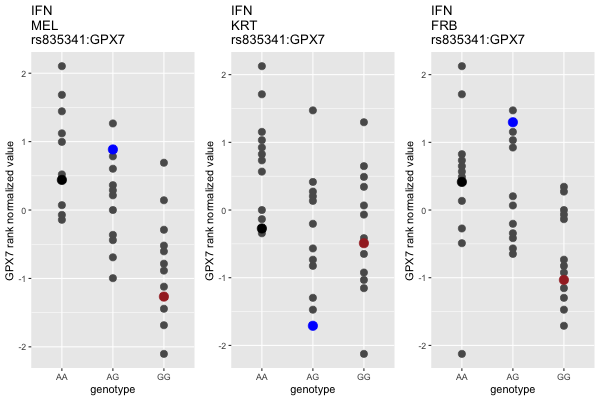 IFN
MEL
rs835341:GPX7
GPX7 rank normalized value
2
1
0
-1
-2
AA
AG
GG
genotype
IFN
KRT
rs835341:GPX7
GPX7 rank normalized value
2
1
0
-1
-2
AA
AG
GG
genotype
IFN
FRB
rs835341:GPX7
GPX7 rank normalized value
2
1
0
-1
-2
AA
AG
GG
genotype